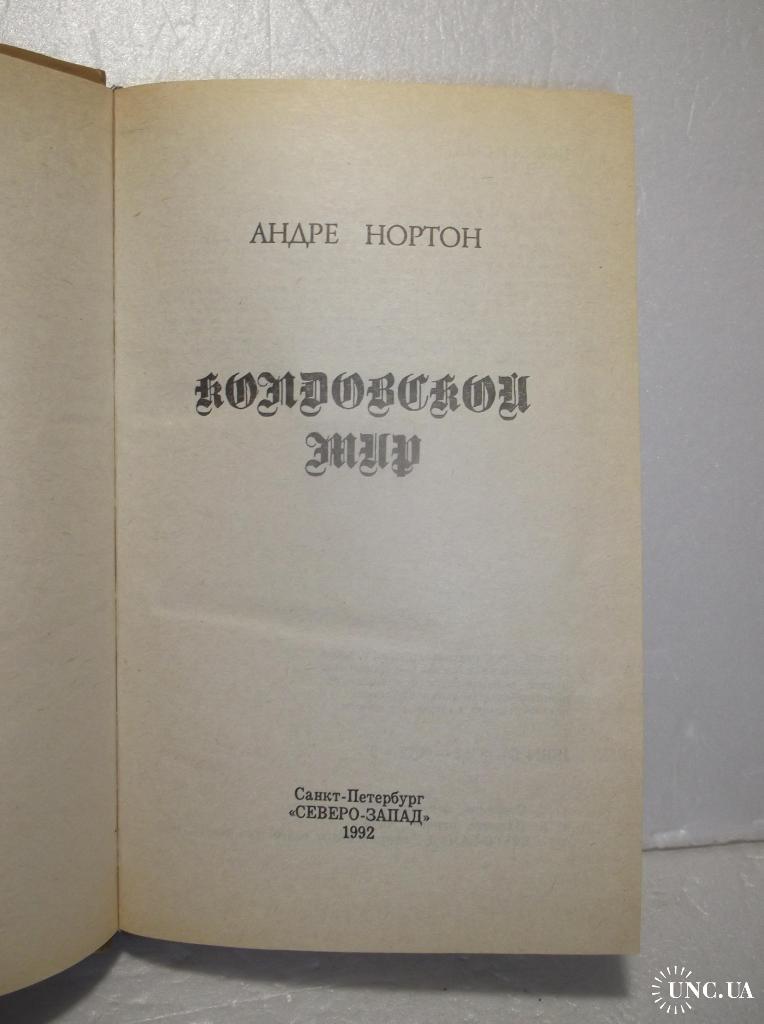 АНДРЕ НОРТОН
КОЛДОВСКОЙ
МИР
Санкт-Петербург
«СЕВЕРО-ЗАПАД»
1992
UNC.UA